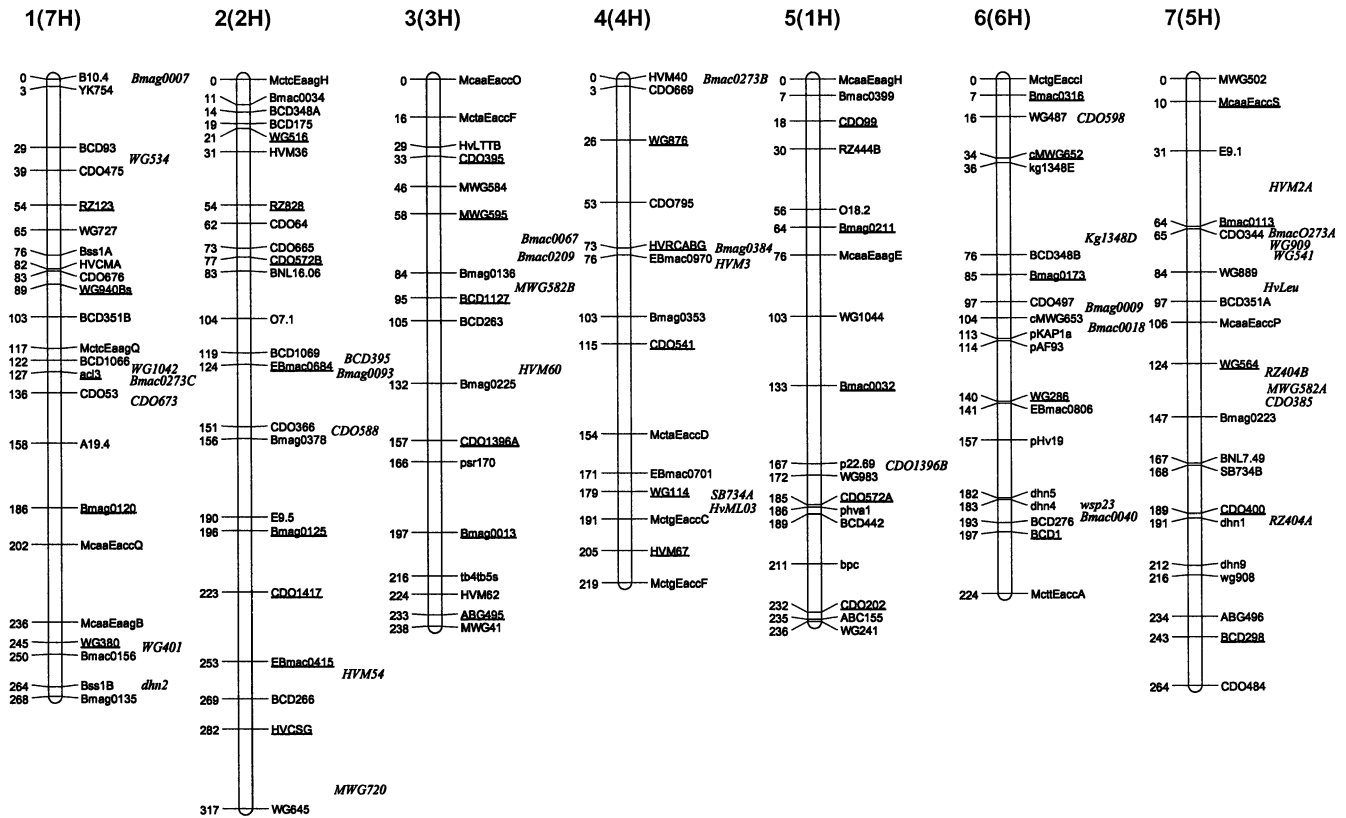 1(7H)
0 B10.4 Bmag0007
3 YK754
29 BCD93
WG534
39 CDO475
54 RZ123
65 WG727
76 Bss1A
82 HVCMA
83 CDO676
89 WG940Bs
103 BCD351B
117 MctcEaagQ
122 BCD1066
WG1042
127 acl3
Bmac0273C
136 CDO53
CDO673
158 A19.4
186 Bmag0120
202 McaaEaccQ
236 McaaEaagB
245 WG380 WG401
250 Bmac0156
264 Bss1B dhn2
268 Bmag0135
2(2H)
0 MctcEaagH
11 Bmac0034
14 BCD348A
19 BCD175
21 WG516
31 HVM36
54 RZ828
62 CDO64
73 CDO665
77 CDO572B
83 BNL16.06
104 O7.1
119 BCD1069
BCD395
124 EBmac0684
Bmag0093
151 CDO366 CDO588
156 Bmag0378
190 E9.5
196 Bmag0125
223 CDO1417
253 EBmac0415
HVM54
269 BCD266
282 HVCSG
MWG720
317 WG645
3(3H)
0 McaaEaccO
16 MctaEaccF
29 HvLTTB
33 CDO395
46 MWG584
58 MWG595
Bmac0067
Bmac0209
84 Bmag0136
MWG582B
95 BCD1127
105 BCD263
HVM60
132 Bmag0225
157 CDO1396A
166 psr170
197 Bmag0013
216 tb4tb5s
224 HVM62
233 ABG495
238 MWG41
4(4H)
0 HVM40 Bmac0273B
3 CDO669
26 WG876
53 CDO795
73 HVRCABG Bmag0384
76 EBmac0970 HVM3
103 Bmag0353
115 CDO541
154 MctaEaccD
171 EBmac0701
179 WG114 SB734A
HvML03
191 MctgEaccC
205 HVM67
219 MctgEaccF
5(1H)
0 McaaEaagH
7 Bmac0399
18 CDO99
30 RZ444B
56 O18.2
64 Bmag0211
76 McaaEaagE
103 WG1044
133 Bmac0032
167 p22.69 CDO1396B
172 WG983
185 CDO572A
186 phva1
189 BCD442
211 bpc
232 CDO202
235 ABC155
236 WG241
6(6H)
0 MctgEaccI
7 Bmac0316
16 WG487 CDO598
34 cMWG652
36 kg1348E
Kg1348D
76 BCD348B
85 Bmag0173
97 CDO497 Bmag0009
104 cMWG653
Bmac0018
113 pKAP1a
114 pAF93
140 WG286
141 EBmac0806
157 pHv19
182 dhn5
183 dhn4 wsp23
193 BCD276 Bmac0040
197 BCD1
224 McttEaccA
7(5H)
0 MWG502
10 McaaEaccS
31 E9.1
HVM2A
64 Bmac0113
65 CDO344 BmacO273A
WG909
WG541
84 WG889
HvLeu
97 BCD351A
106 McaaEaccP
124 WG564
RZ404B
MWG582A
CDO385
147 Bmag0223
167 BNL7.49
168 SB734B
189 CDO400
191 dhn1 RZ404A
212 dhn9
216 wg908
234 ABG496
243 BCD298
264 CDO484